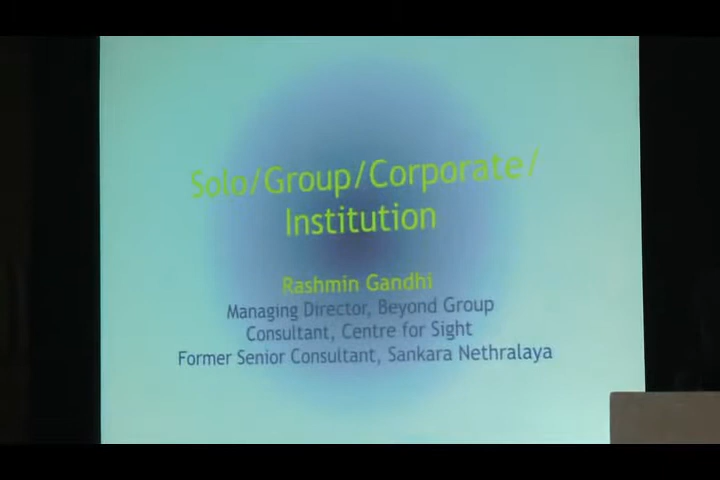 Solo/Group/Corporate/
Institution
Rashmin Gandhi
Managing Director, Beyond Group
Consultant, Centre for Sight
Former Senior Consultant, Sankara Nethralaya